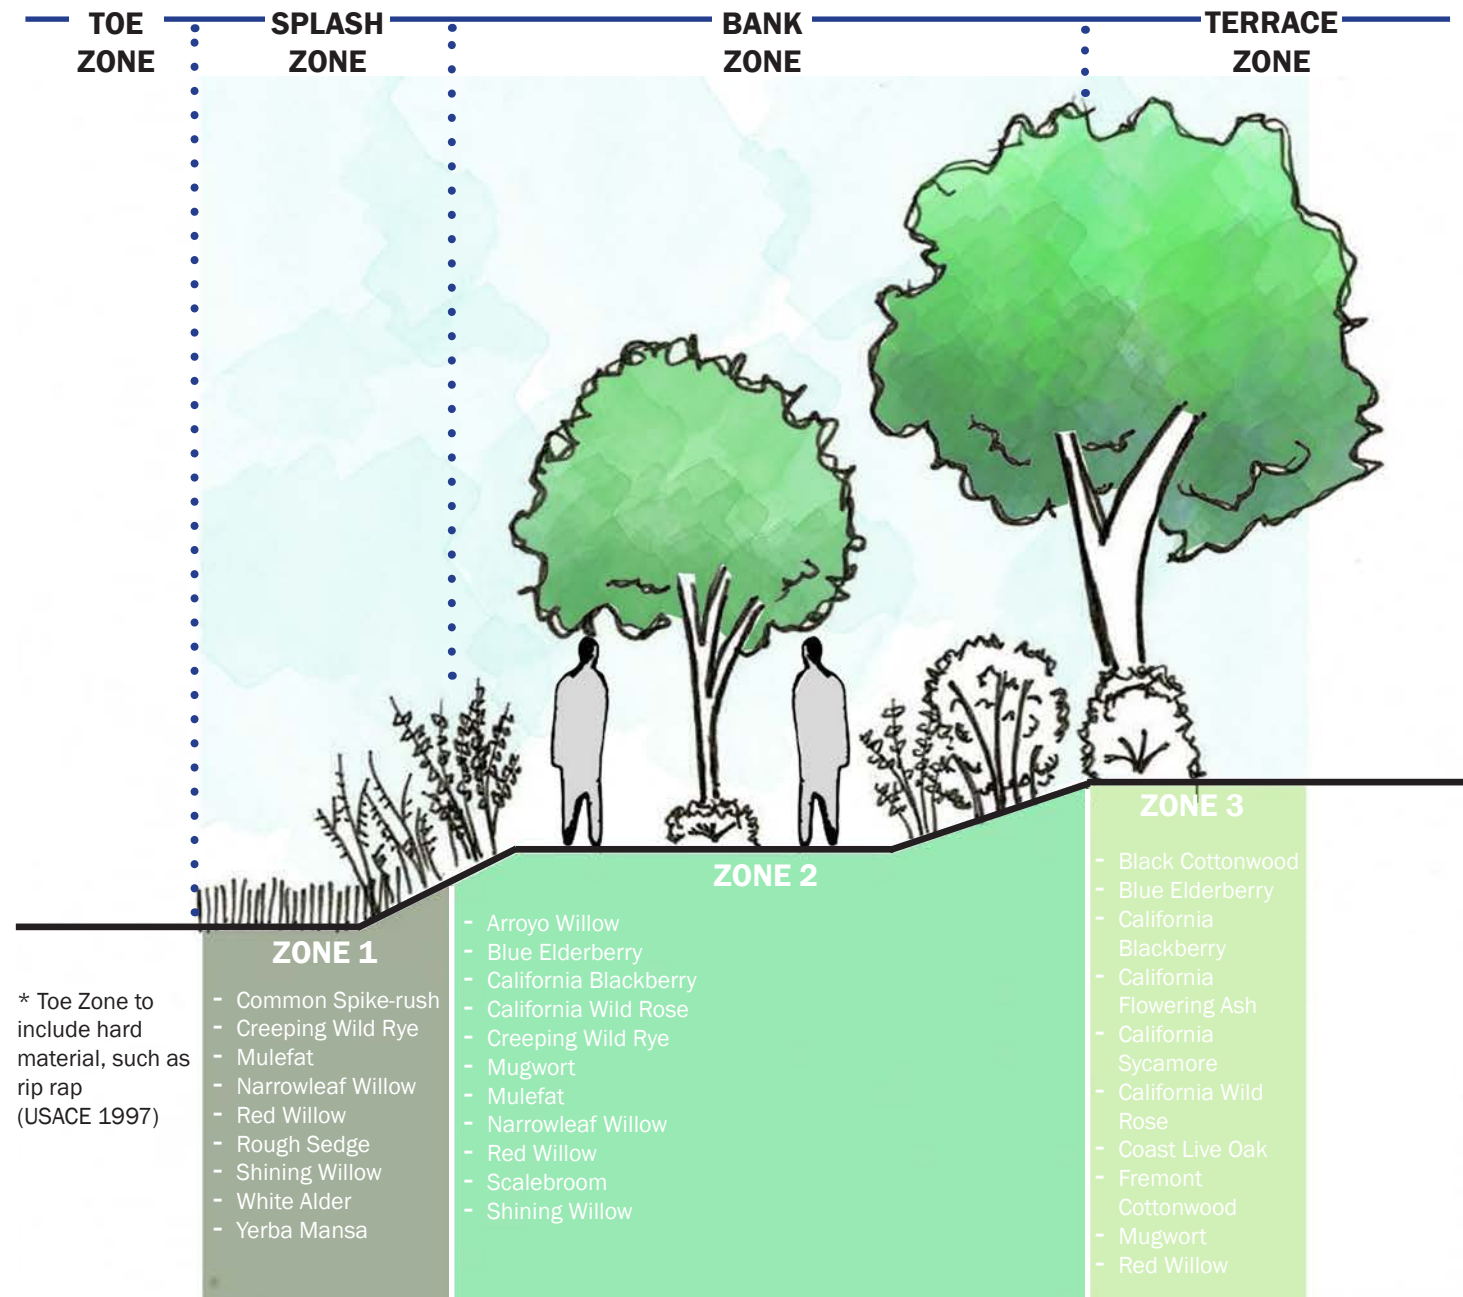 TOE
ZONE
SPLASH
ZONE
BANK
ZONE
TERRACE
ZONE
* Toe Zone to
include hard
material, such as
rip rap
(USACE 1997)
ZONE 1
- Common Spike-rush
- Creeping Wild Rye
- Mulefat
- Narrowleaf Willow
- Red Willow
- Rough Sedge
- Shining Willow
- White Alder
- Yerba Mansa
ZONE 2
- Arroyo Willow
- Blue Elderberry
- California Blackberry
- California Wild Rose
- Creeping Wild Rye
- Mugwort
- Mulefat
- Narrowleaf Willow
- Red Willow
- Scalebroom
- Shining Willow
ZONE 3
- Black Cottonwood
- Blue Elderberry
- California
Blackberry
- California
Flowering Ash
- California
Sycamore
- California Wild
Rose
- Coast Live Oak
- Fremont
Cottonwood
- Mugwort
- Red Willow